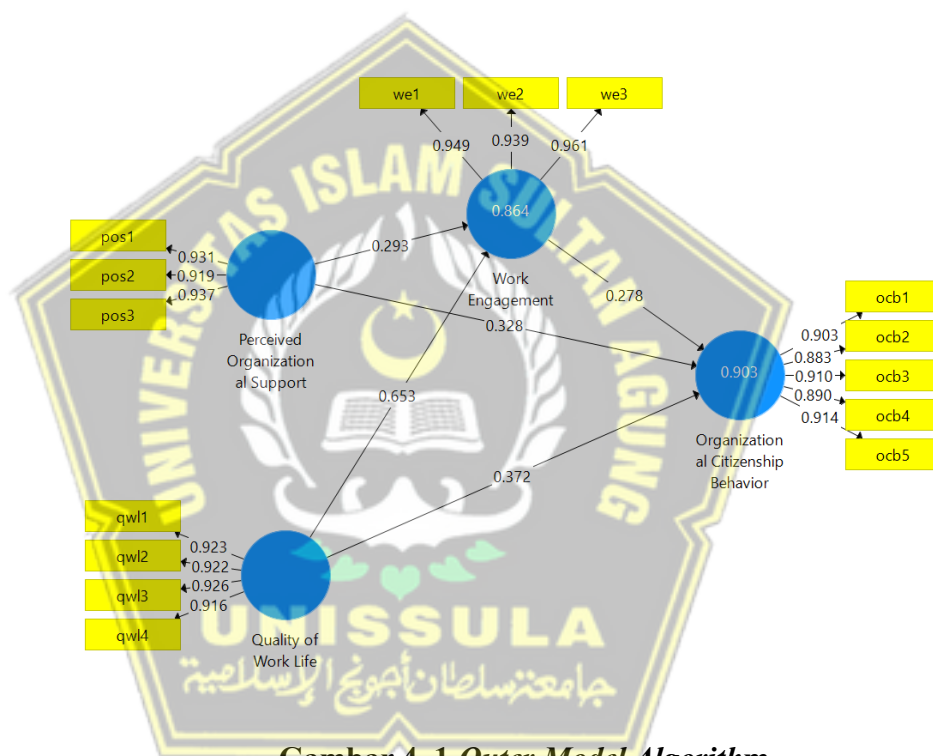 we1
we2
we3
0.949
0.939
0.961
0.864
Work
Engagement
pos1
pos2
pos3
0.931
0.919
0.937
Perceived
Organization
al Support
0.293
0.328
0.278
0.653
0.372
ocb1
ocb2
ocb3
ocb4
ocb5
0.903
0.883
0.910
0.890
0.914
0.903
Organization
al Citizenship
Behavior
qwl1
qwl2
qwl3
qwl4
0.923
0.922
0.926
0.916
Quality of
Work Life
UNIVERSITAS ISLAM SULTAN AGUNG
UNISSULA
جامعتسلطان أجونج الإسلامية
Gambar 4. 1 Outer Model Algorithm